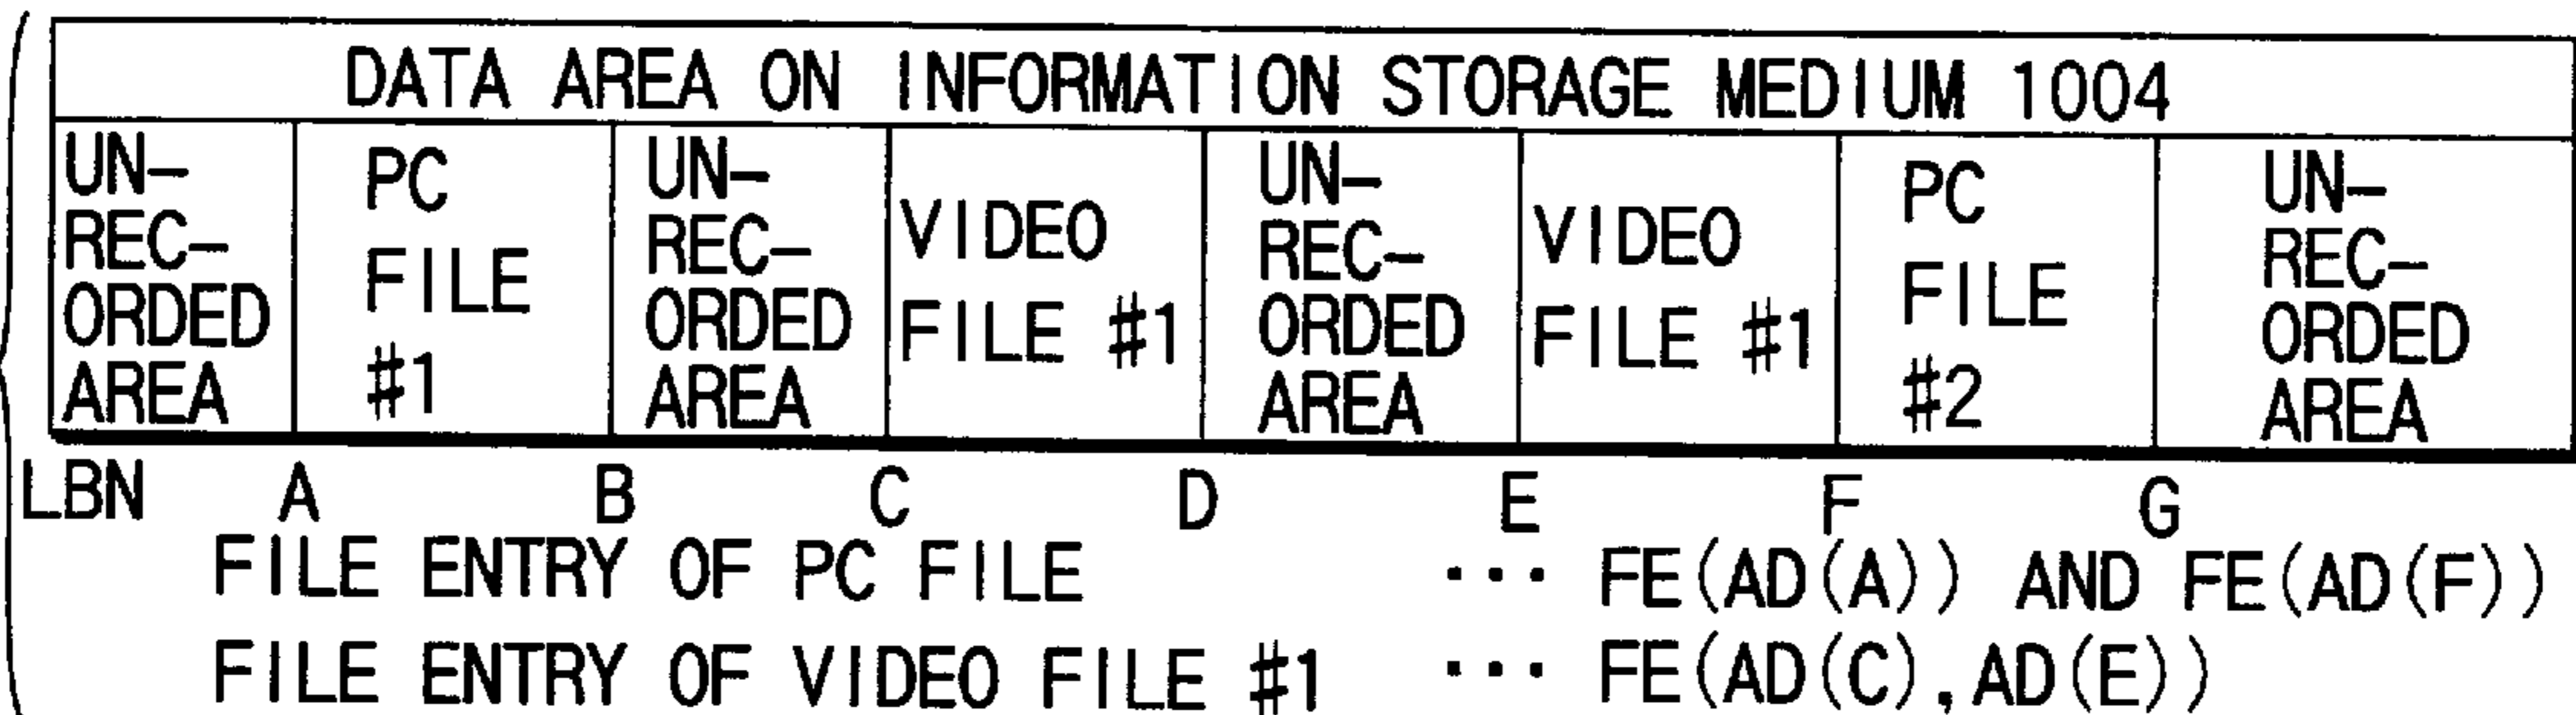 DATA AREA ON INFORMATION STORAGE MEDIUM 1004
UN-
REC-
ORDED
AREA
PC
FILE
#1
UN-
REC-
ORDED
AREA
VIDEO
FILE #1
UN-
REC-
ORDED
AREA
VIDEO
FILE #1
PC
FILE
#2
UN-
REC-
ORDED
AREA
LBN A B C D E F G
FILE ENTRY OF PC FILE ••• FE(AD(A)) AND FE(AD(F))
FILE ENTRY OF VIDEO FILE #1 ••• FE(AD(C),AD(E))